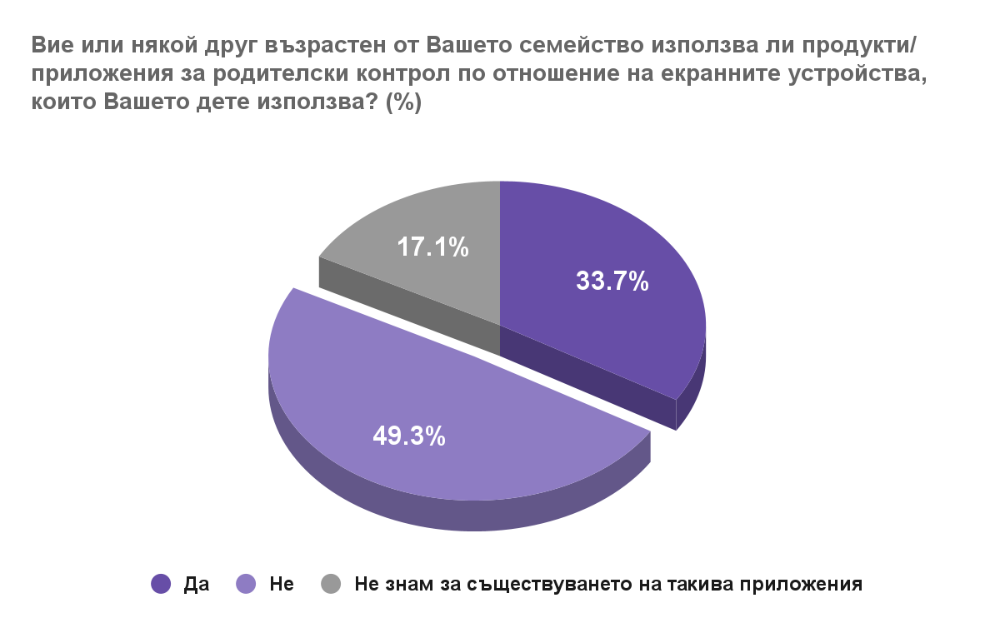 Вие или някой друг възрастен от Вашето семейство използва ли продукти/
приложения за родителски контрол по отношение на екранните устройства,
които Вашето дете използва? (%)
17.1%
33.7%
49.3%
Да
Не
Не знам за съществуването на такива приложения